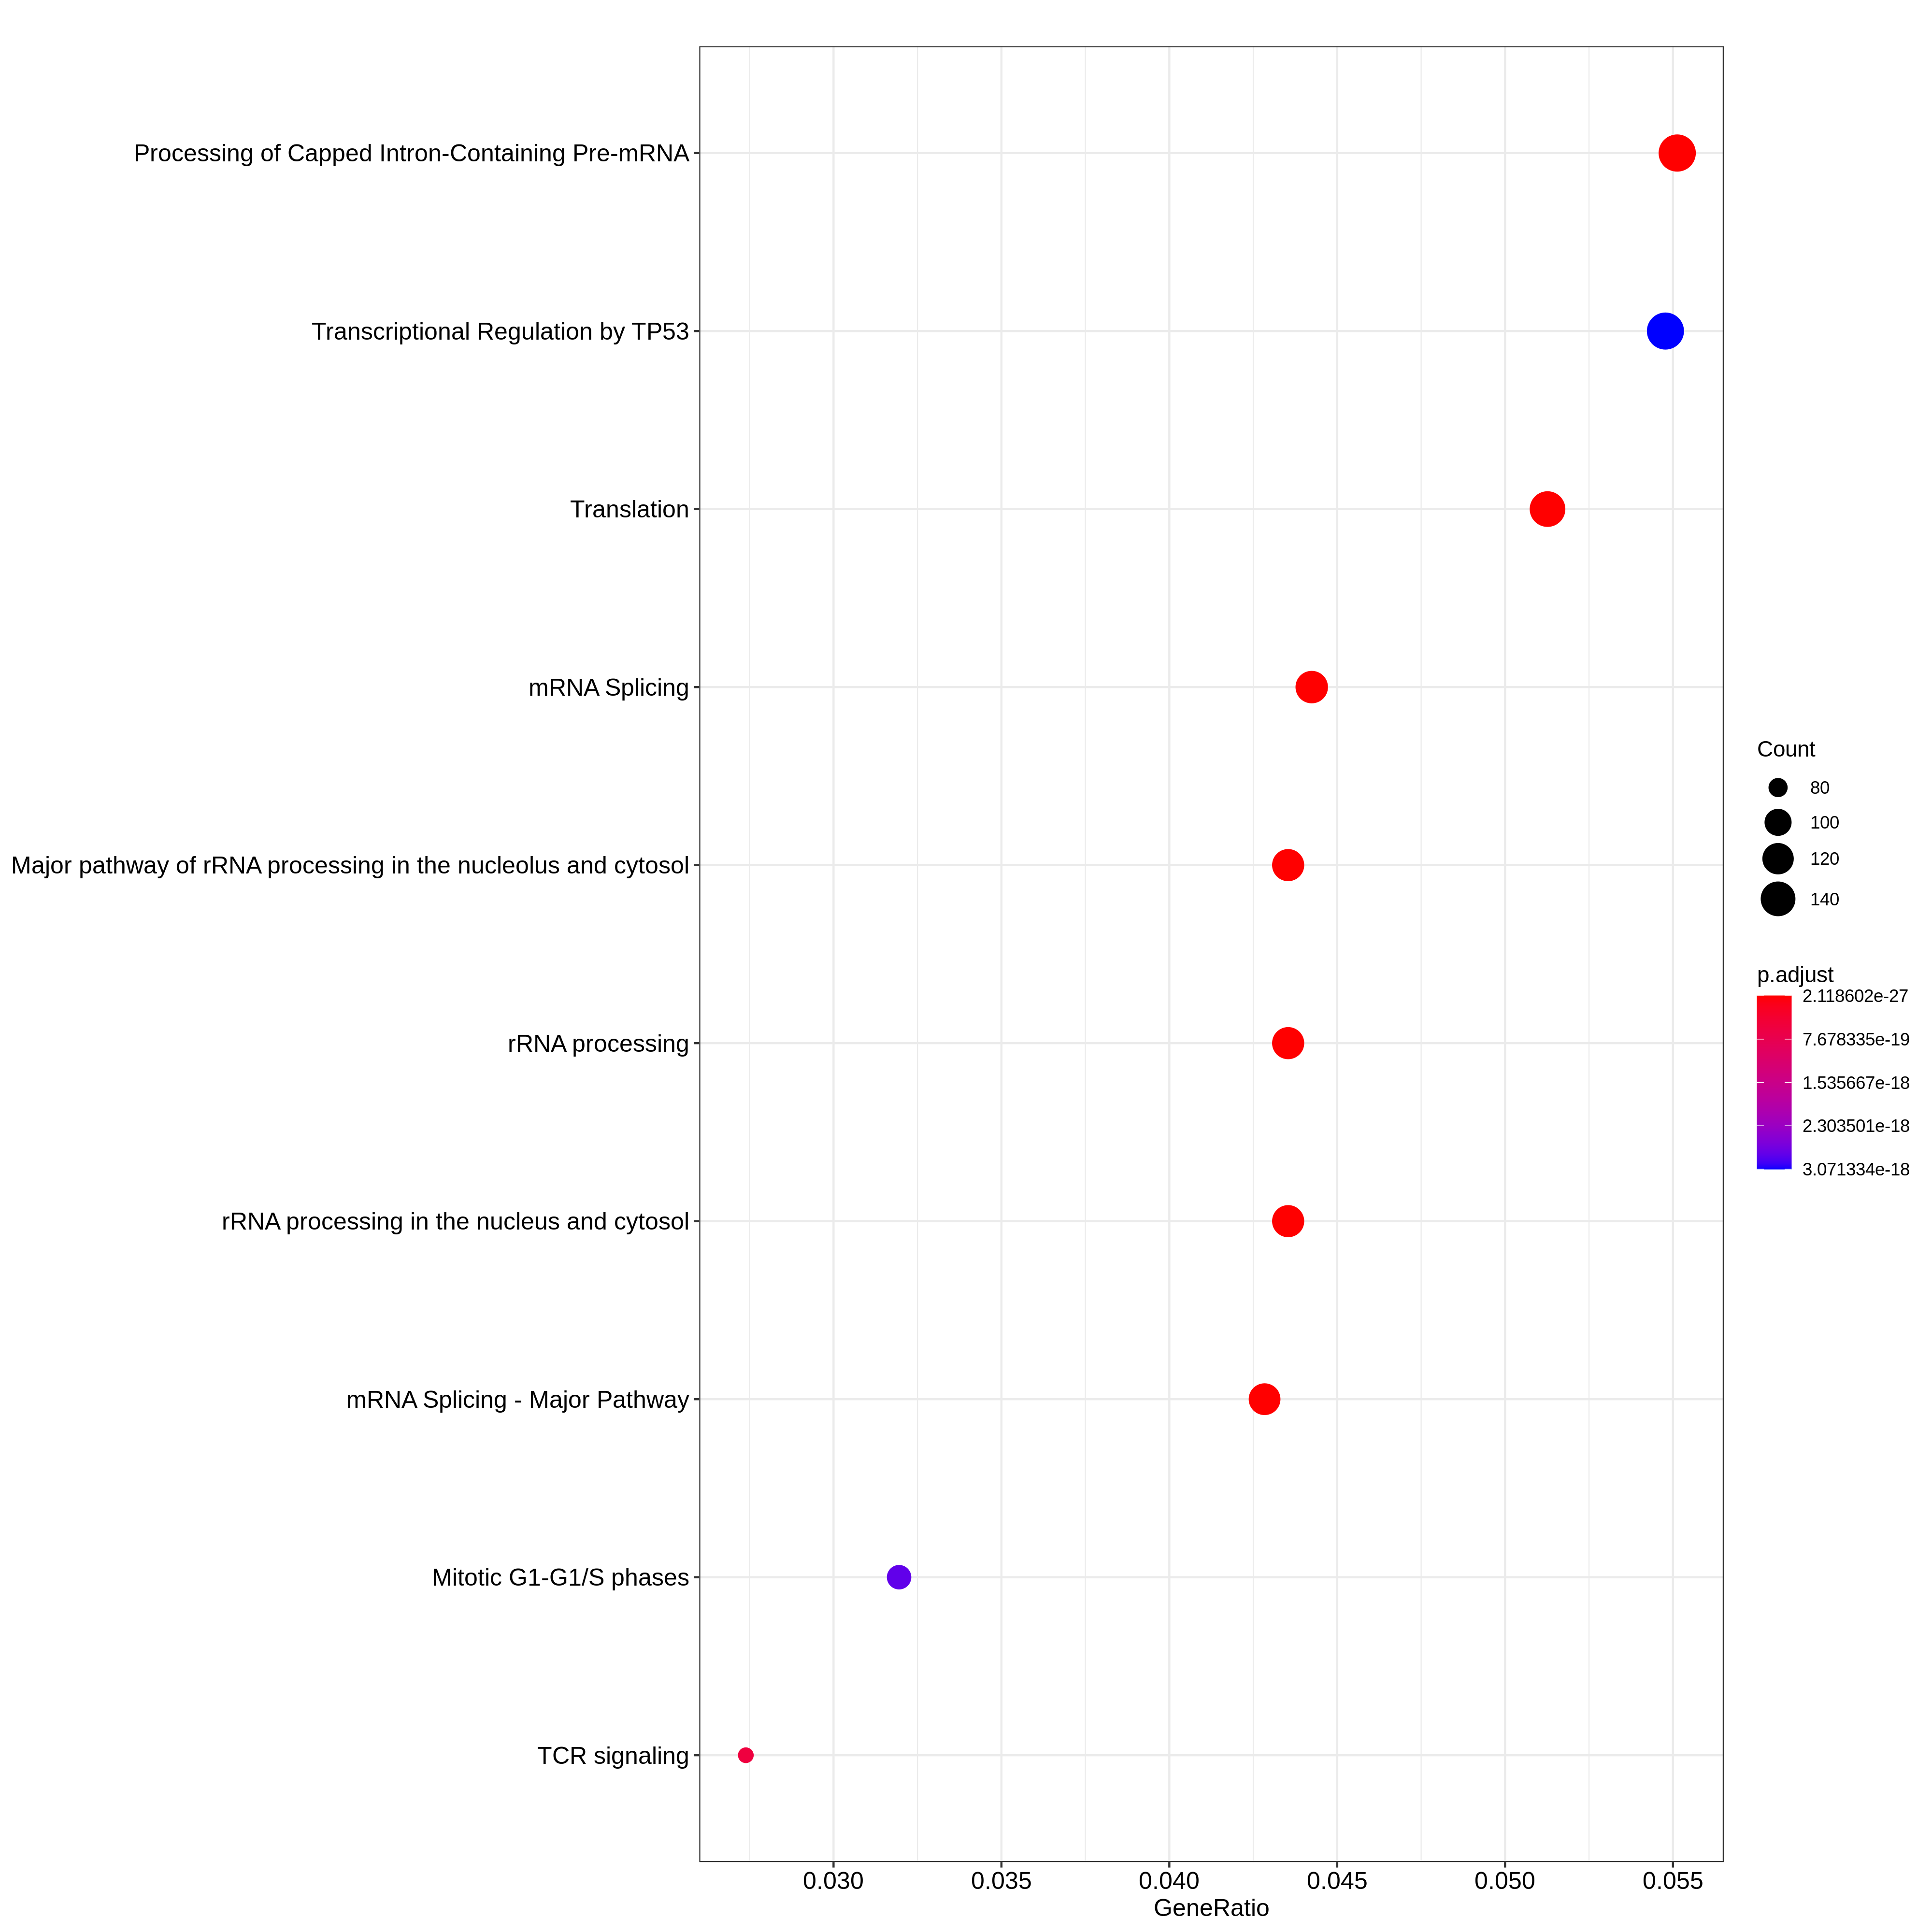 Processing of Capped Intron-Containing Pre-mRNA
Transcriptional Regulation by TP53
Translation
mRNA Splicing
Major pathway of rRNA processing in the nucleolus and cytosol
rRNA processing
rRNA processing in the nucleus and cytosol
mRNA Splicing - Major Pathway
Mitotic G1-G1/S phases
TCR signaling
0.030 0.035 0.040 0.045 0.050 0.055
GeneRatio
Count
80
100
120
140
p.adjust
2.118602e-27
7.678335e-19
1.535667e-18
2.303501e-18
3.071334e-18